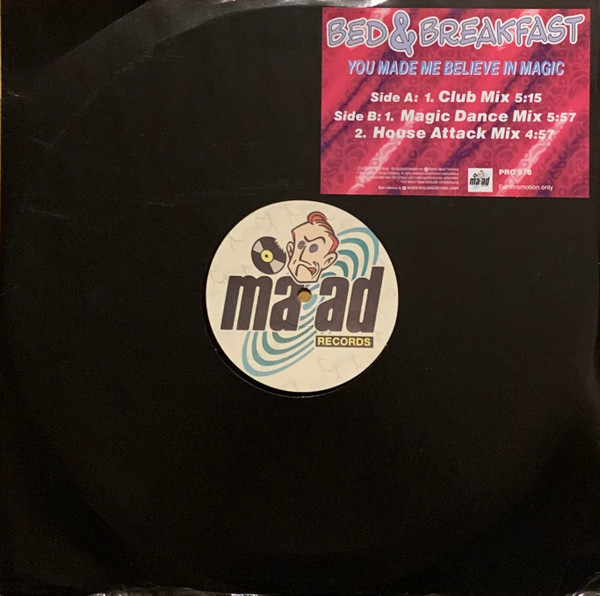 BED & BREAKFAST
YOU MADE ME BELIEVE IN MAGIC
Side A: 1. Club Mix 5:15
Side B: 1. Magic Dance Mix 5:57
2. House Attack Mix 4:57
ma ad
PRO 576
For promotion only
ma ad
RECORDS